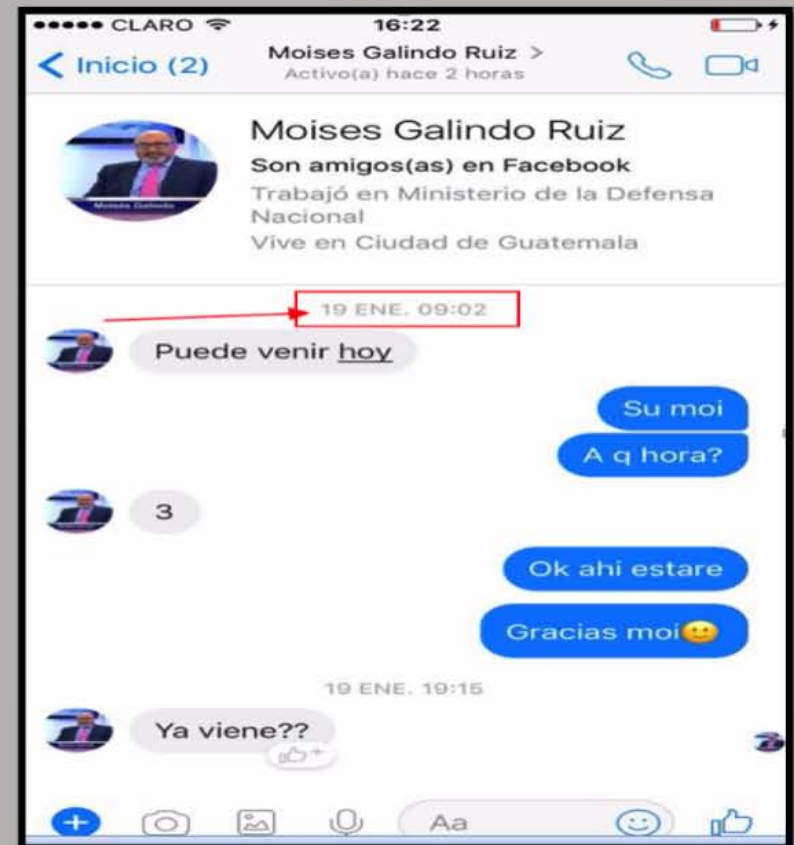 CLARO 16:22
Inicio (2) Moises Galindo Ruiz >
Activo(a) hace 2 horas
Moises Galindo Ruiz
Son amigos(as) en Facebook
Trabajó en Ministerio de la Defensa
Nacional
Vive en Ciudad de Guatemala
Moisés Galindo
19 ENE. 09:02
Puede venir hoy
Su moi
A q hora?
3
Ok ahi estare
Gracias moi🙂
19 ENE. 19:15
Ya viene??
Aa